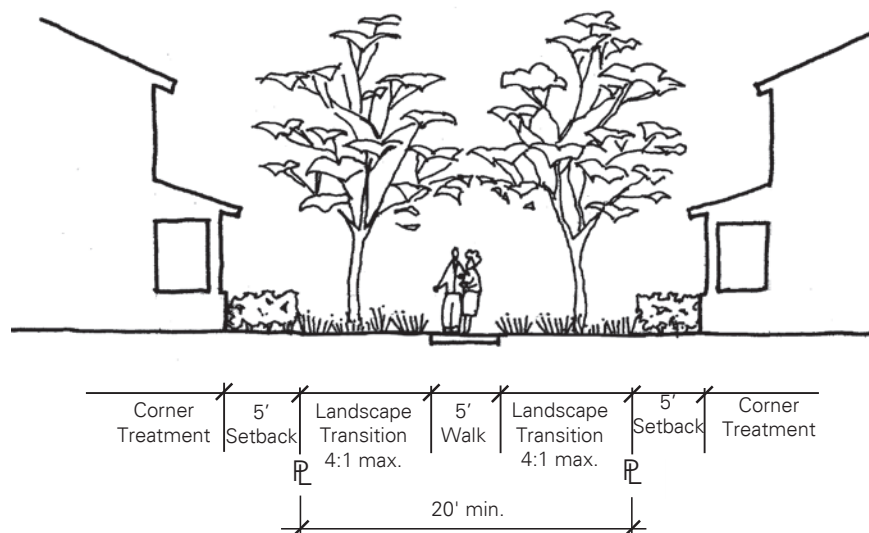 Corner
Treatment
5'
Setback
Landscape
Transition
4:1 max.
5'
Walk
Landscape
Transition
4:1 max.
5'
Setback
Corner
Treatment
PL
PL
20' min.